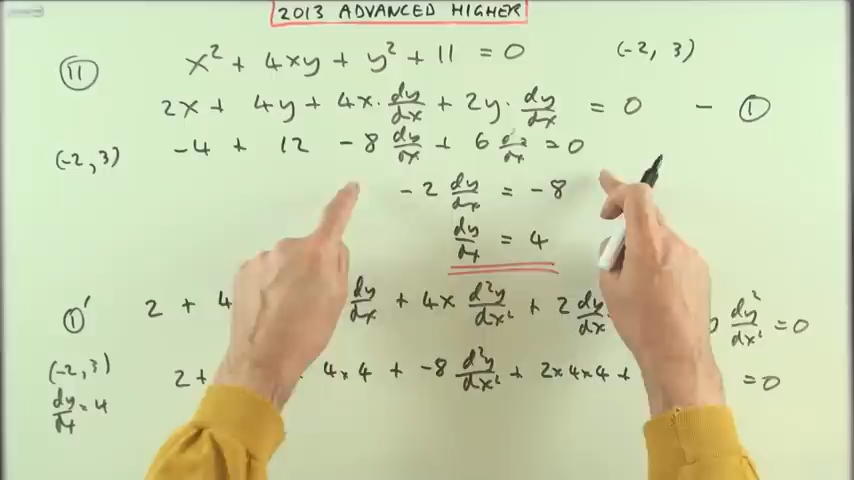 2013 ADVANCED HIGHER
(11) x² + 4xy + y² + 11 = 0 (-2, 3)
2x + 4y + 4x · dy/dx + 2y · dy/dx = 0 - (1)
(-2, 3) -4 + 12 - 8 dy/dx + 6 dy/dx = 0
-2 dy/dx = -8
dy/dx = 4
(1)' 2 + 4 dy/dx + 4x d²y/dx² + 2 dy/dx dy²/dx² = 0
(-2, 3) 2 + 4 x 4 + -8 d²y/dx² + 2 x 4 x 4 + = 0
dy/dx = 4